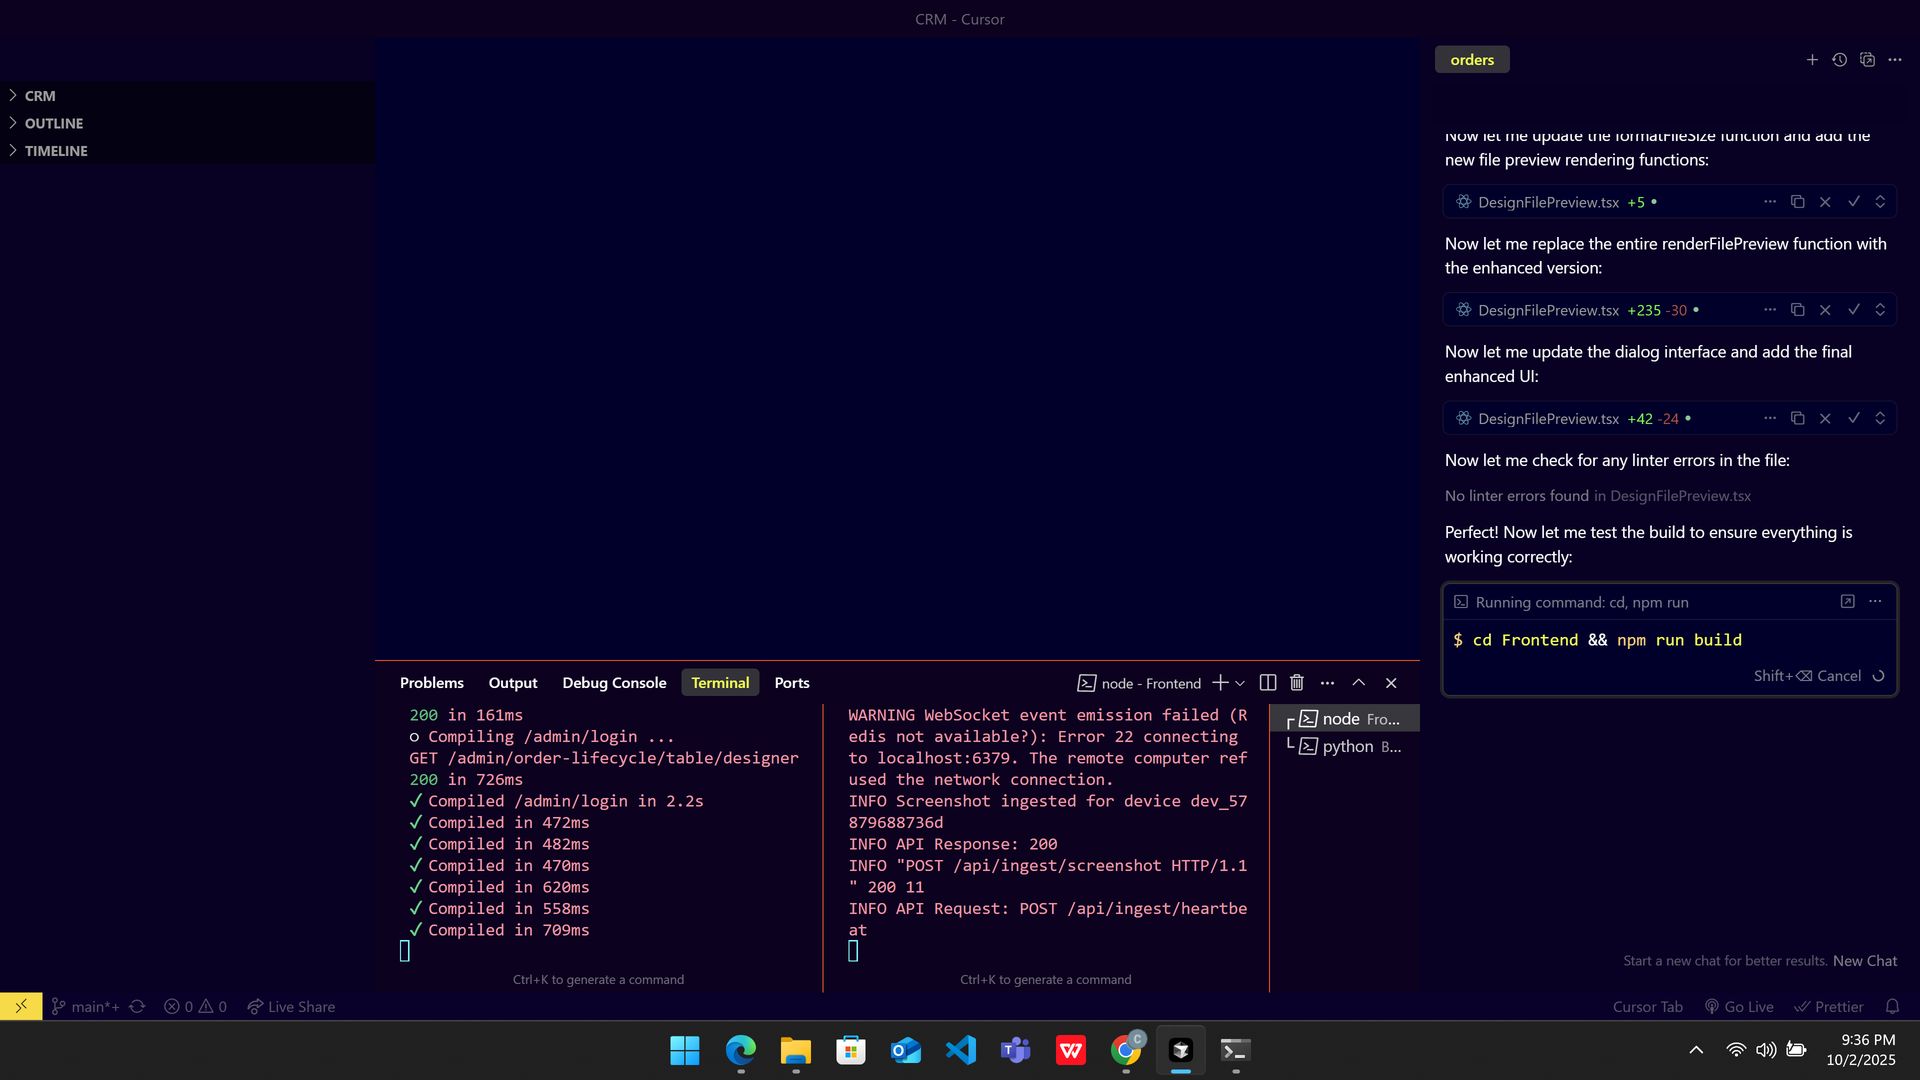 CRM - Cursor
CRM
OUTLINE
TIMELINE
orders
Now let me update the formatFileSize function and add the
new file preview rendering functions:
DesignFilePreview.tsx +5
Now let me replace the entire renderFilePreview function with
the enhanced version:
DesignFilePreview.tsx +235 -30
Now let me update the dialog interface and add the final
enhanced UI:
DesignFilePreview.tsx +42 -24
Now let me check for any linter errors in the file:
No linter errors found in DesignFilePreview.tsx
Perfect! Now let me test the build to ensure everything is
working correctly:
Running command: cd, npm run
$ cd Frontend && npm run build
Shift+⌫ Cancel
Start a new chat for better results. New Chat
Problems Output Debug Console Terminal Ports
node - Frontend
200 in 161ms
○ Compiling /admin/login ...
GET /admin/order-lifecycle/table/designer
200 in 726ms
✓ Compiled /admin/login in 2.2s
✓ Compiled in 472ms
✓ Compiled in 482ms
✓ Compiled in 470ms
✓ Compiled in 620ms
✓ Compiled in 558ms
✓ Compiled in 709ms
Ctrl+K to generate a command
WARNING WebSocket event emission failed (R
edis not available?): Error 22 connecting
to localhost:6379. The remote computer ref
used the network connection.
INFO Screenshot ingested for device dev_57
879688736d
INFO API Response: 200
INFO "POST /api/ingest/screenshot HTTP/1.1
" 200 11
INFO API Request: POST /api/ingest/heartbe
at
Ctrl+K to generate a command
node Fro...
python B...
main*+ 0 0 Live Share
Cursor Tab Go Live Prettier
9:36 PM
10/2/2025